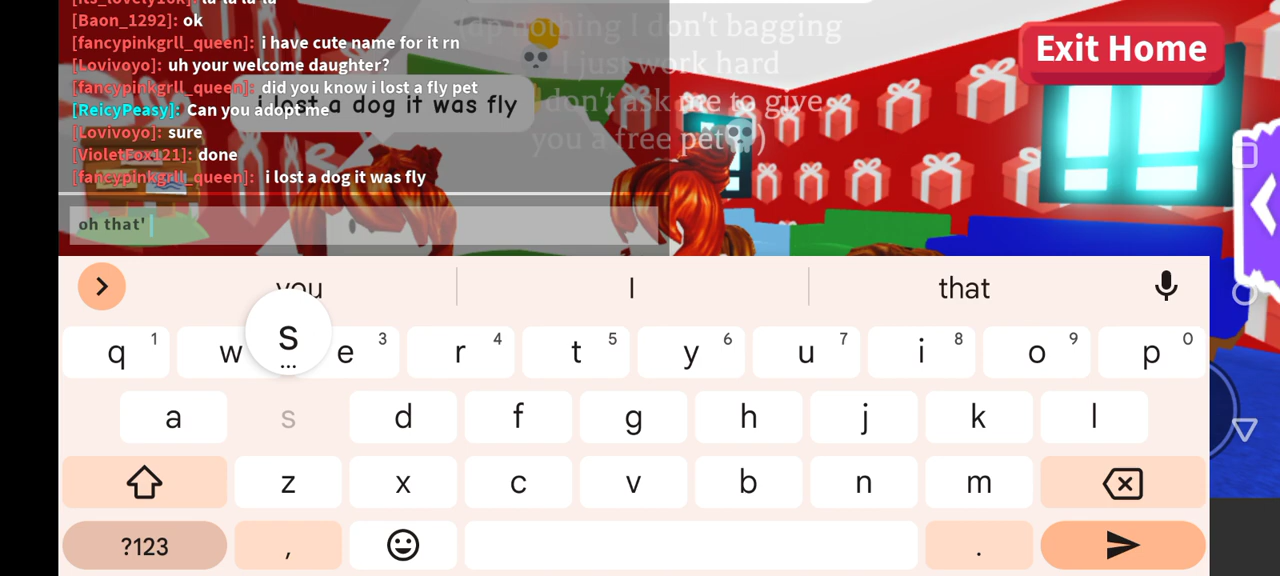 [Baon_1292]: ok
[fancypinkgrll_queen]: i have cute name for it rn
[Lovivoyo]: uh your welcome daughter?
[fancypinkgrll_queen]: did you know i lost a fly pet
[ReicyPeasy]: Can you adopt me
[Lovivoyo]: sure
[VioletFox121]: done
[fancypinkgrll_queen]: i lost a dog it was fly
i lost a dog it was fly
nothing I don't bagging
I just work hard
don't ask me to give
you a free pet💀)
Exit Home
oh that'
you I that
s
q 1 w e 3 r 4 t 5 y 6 u 7 i 8 o 9 p 0
a s d f g h j k l
z x c v b n m
?123 , .